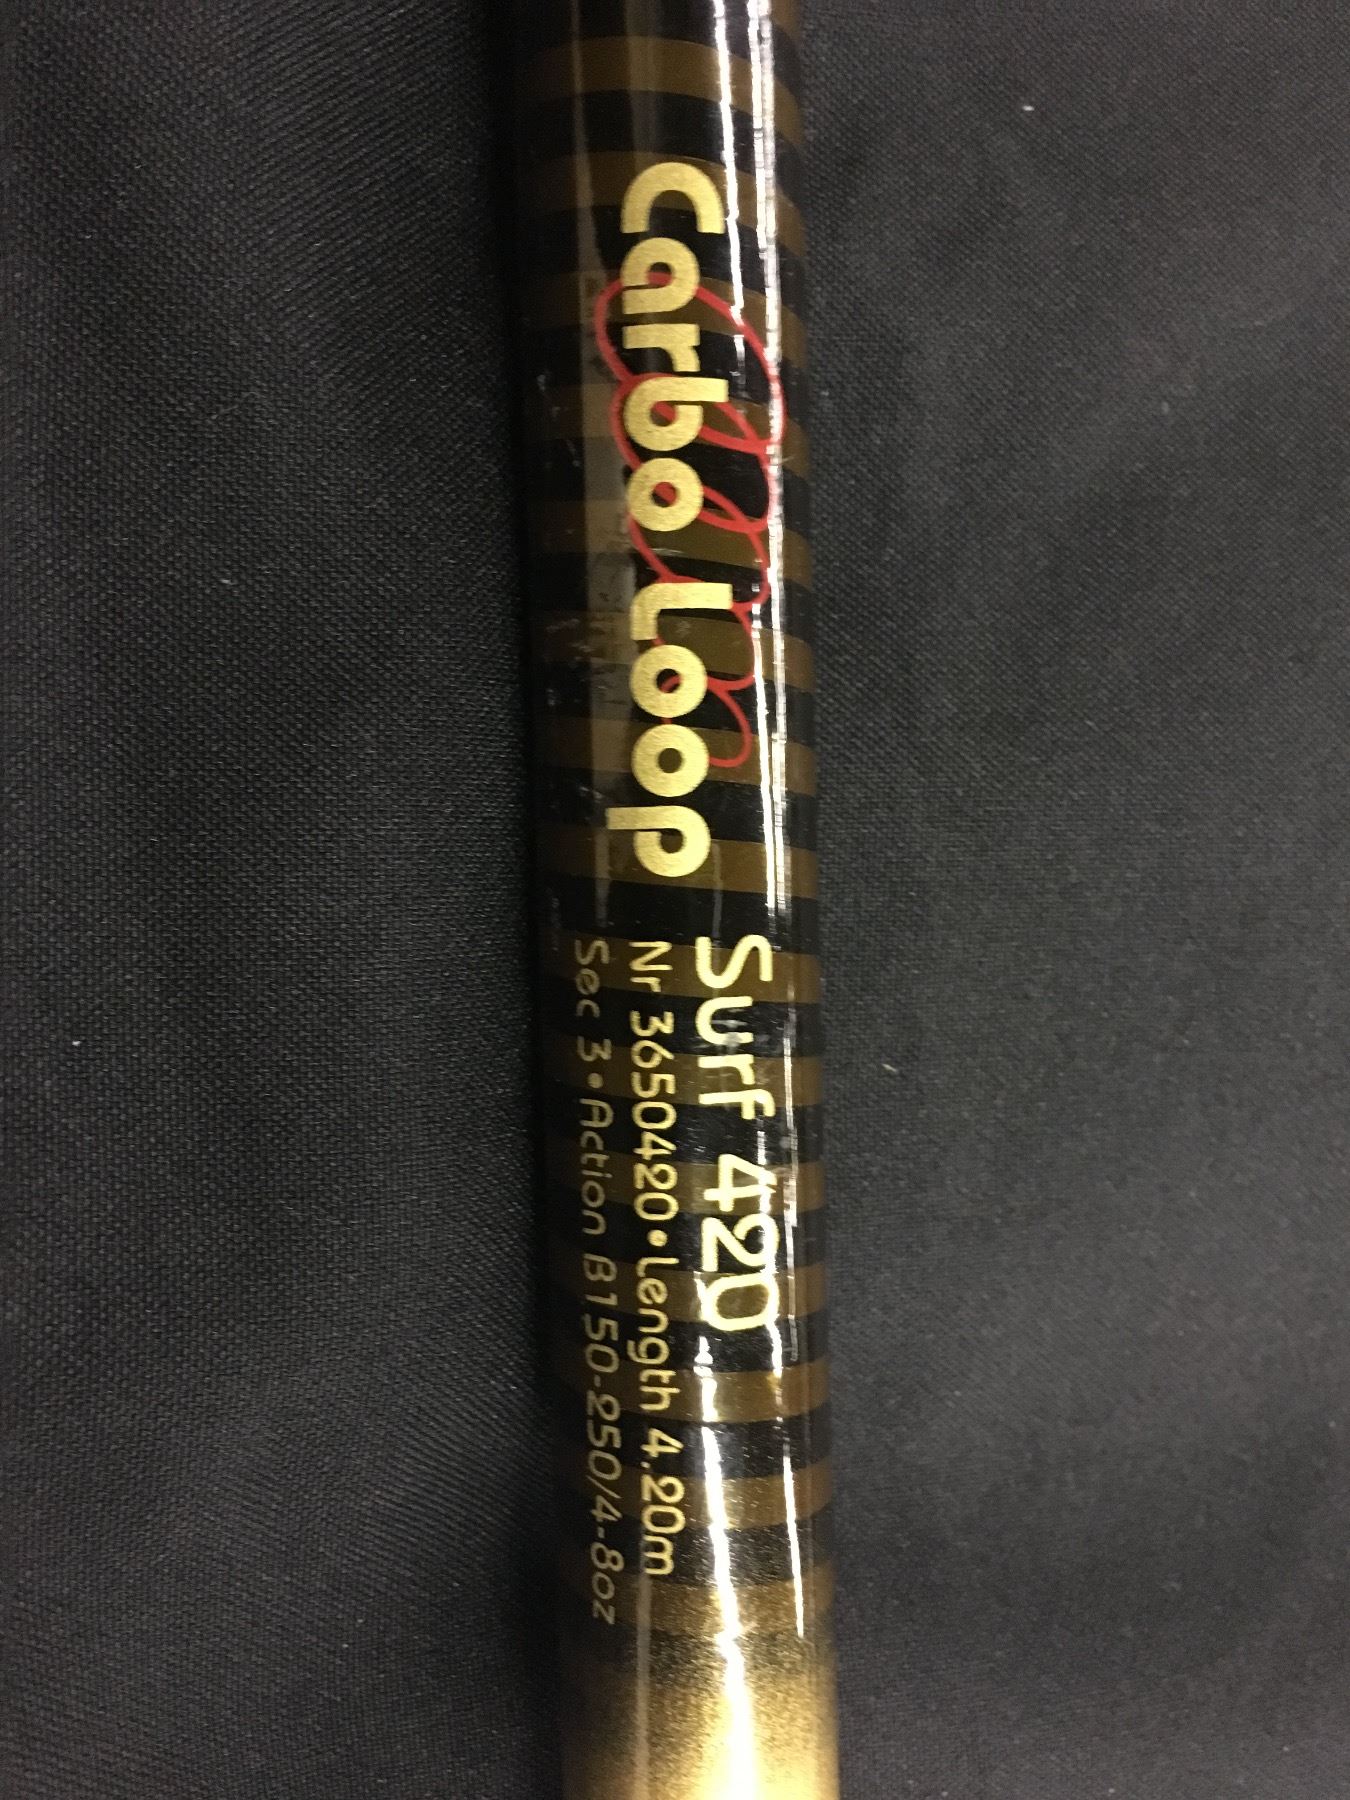 Carbo Loop
Surf 420
Nr 3650420•Length 4.20m
Sec 3•Action B150-250/4-8oz